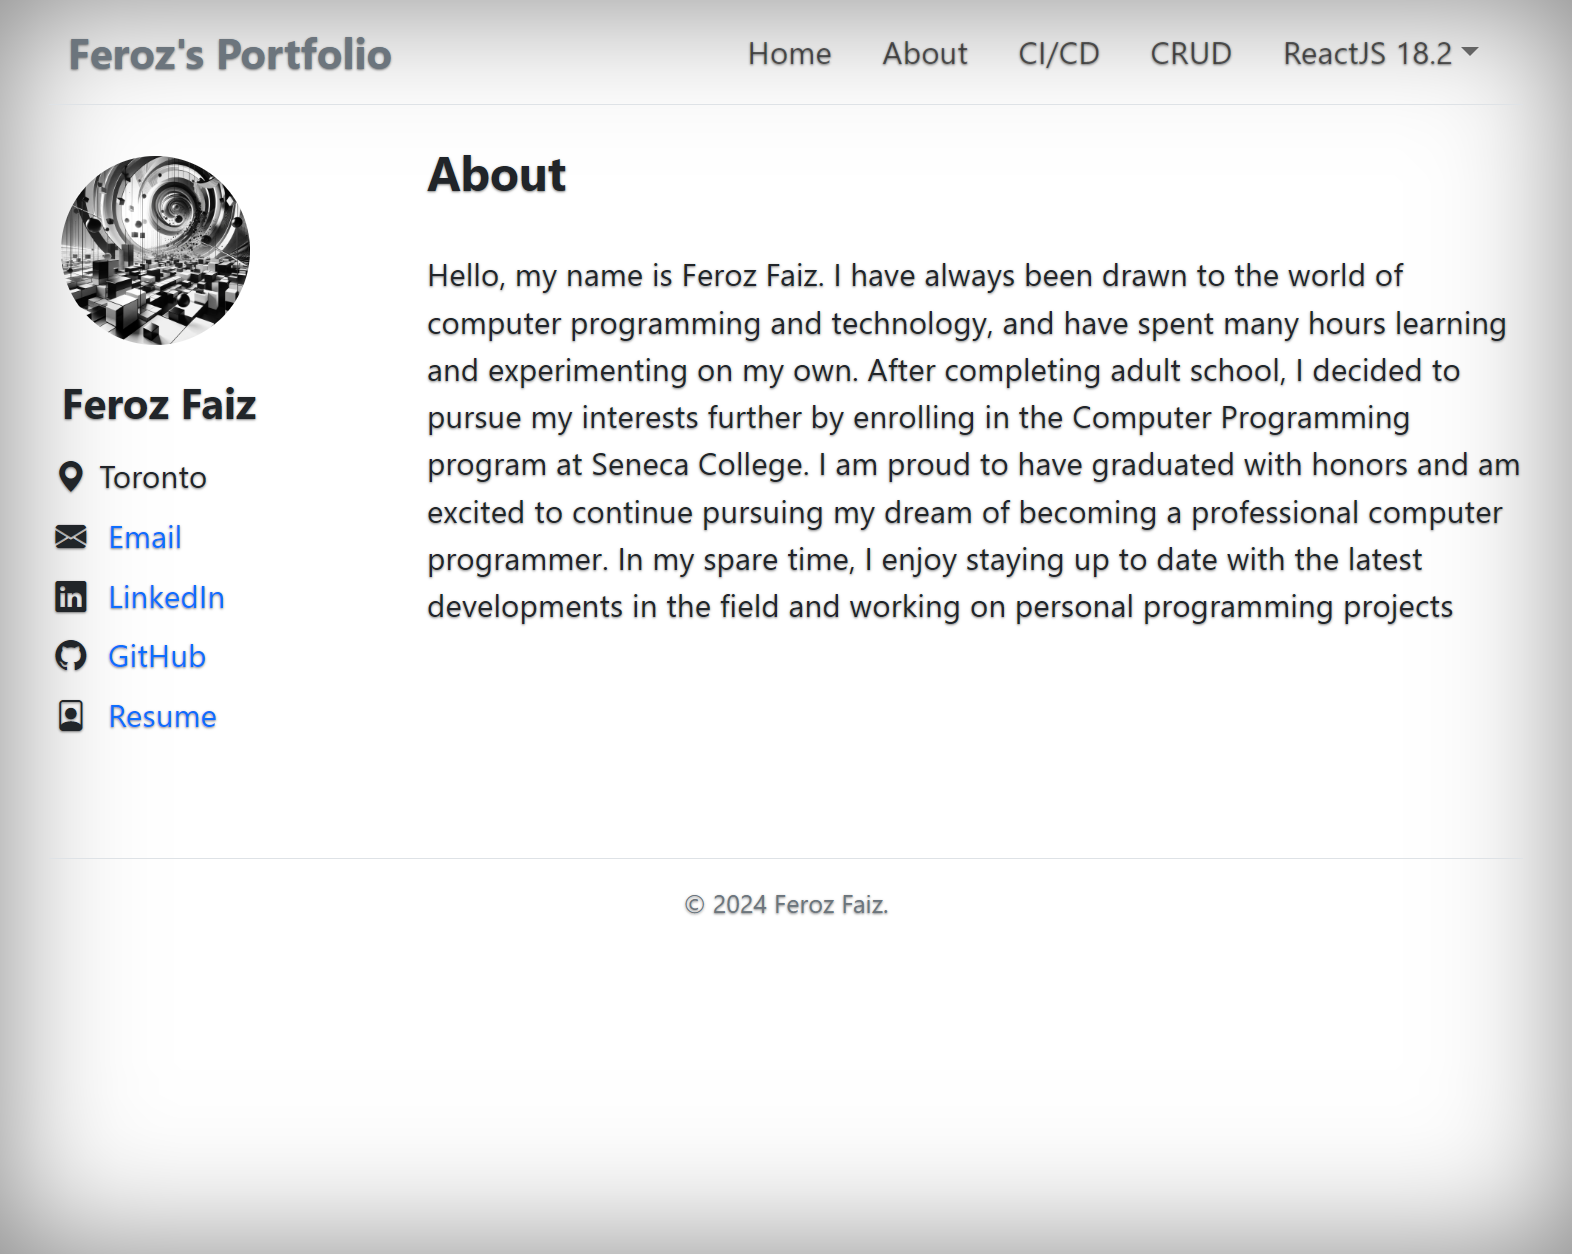 Feroz's Portfolio
Home About CI/CD CRUD ReactJS 18.2
Feroz Faiz
Toronto
Email
LinkedIn
GitHub
Resume
About
Hello, my name is Feroz Faiz. I have always been drawn to the world of
computer programming and technology, and have spent many hours learning
and experimenting on my own. After completing adult school, I decided to
pursue my interests further by enrolling in the Computer Programming
program at Seneca College. I am proud to have graduated with honors and am
excited to continue pursuing my dream of becoming a professional computer
programmer. In my spare time, I enjoy staying up to date with the latest
developments in the field and working on personal programming projects
© 2024 Feroz Faiz.